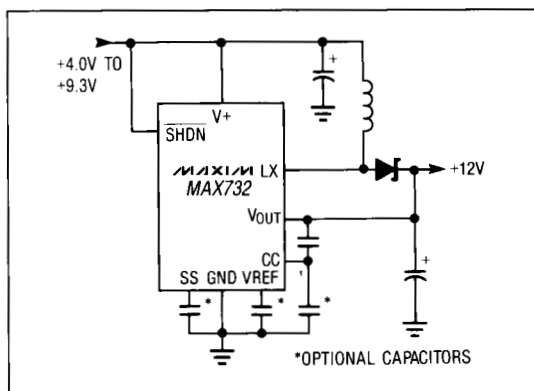 +4.0V TO
+9.3V
V+
SHDN
MAXIM LX
MAX732
+12V
VOUT
CC
SS GND VREF
+
+
* * *
*OPTIONAL CAPACITORS